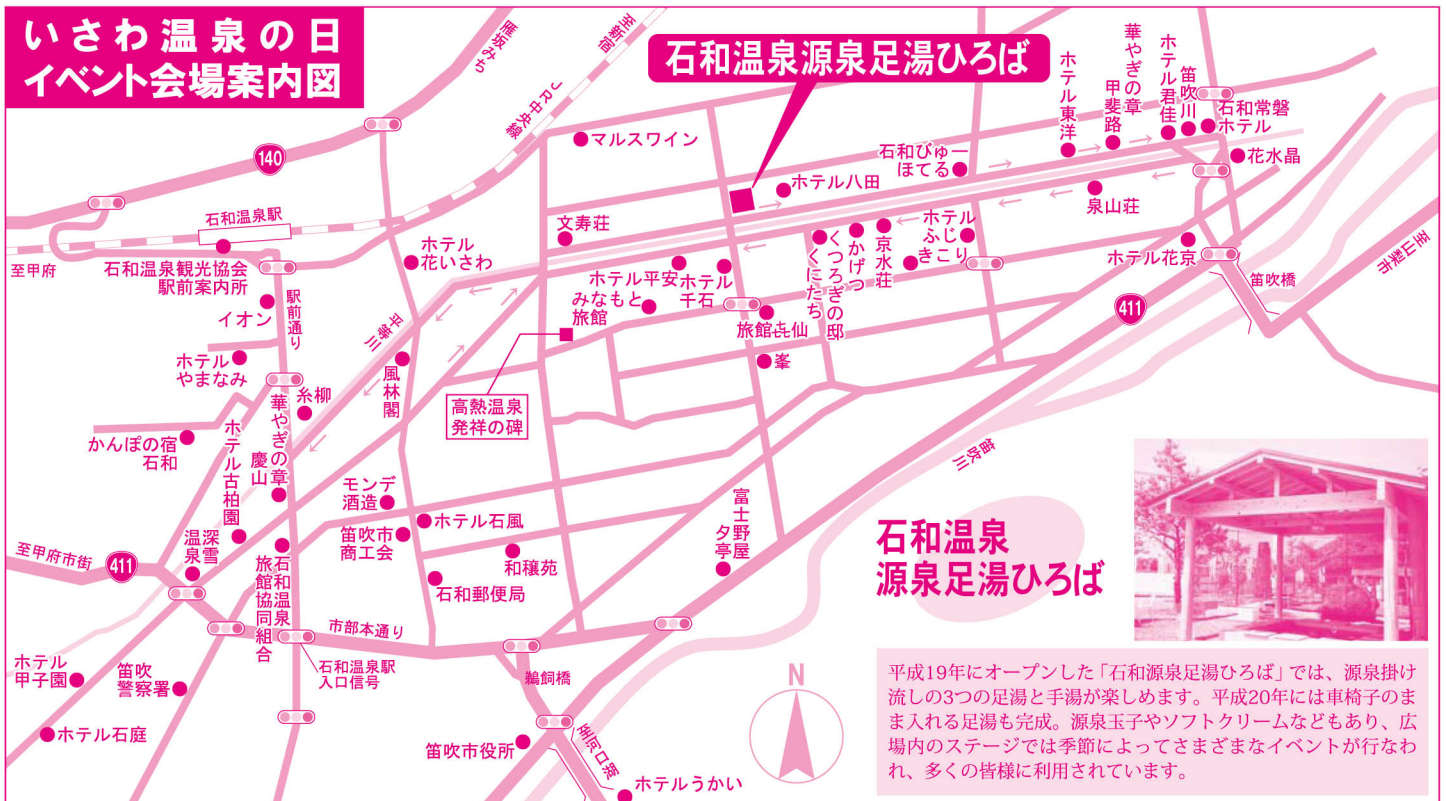 いさわ温泉の日
イベント会場案内図
石和温泉源泉足湯ひろば
雁坂みち
至新宿
JR中央線
140
マルスワイン
石和びゅー
ほてる
ホテル東洋
華やぎの章
甲斐路
ホテル君佳
笛吹川
石和常磐
ホテル
花水晶
ホテル八田
泉山荘
石和温泉駅
至甲府
石和温泉観光協会
駅前案内所
ホテル
花いさわ
文寿荘
ホテル平安
ホテル
千石
みなもと
旅館
くつろぎの邸
くにたち
かげつ
京水荘
ホテル
ふじ
きこり
ホテル花京
笛吹橋
至山梨市
411
駅前通り
イオン
平等川
旅館㐂仙
峯
ホテル
やまなみ
糸柳
風林閣
高熱温泉
発祥の碑
かんぽの宿
石和
ホテル古柏園
華やぎの章
慶山
モンデ
酒造
ホテル石風
笛吹市
商工会
和穣苑
石和郵便局
富士野屋
夕亭
笛吹川
至甲府市街
411
深雪
温泉
石和温泉
旅館協同組合
市部本通り
石和温泉駅
入口信号
鵜飼橋
ホテル
甲子園
笛吹
警察署
ホテル石庭
笛吹市役所
至河口湖
ホテルうかい
N
石和温泉
源泉足湯ひろば
平成19年にオープンした「石和源泉足湯ひろば」では、源泉掛け
流しの3つの足湯と手湯が楽しめます。平成20年には車椅子のま
ま入れる足湯も完成。源泉玉子やソフトクリームなどもあり、広
場内のステージでは季節によってさまざまなイベントが行なわ
れ、多くの皆様に利用されています。